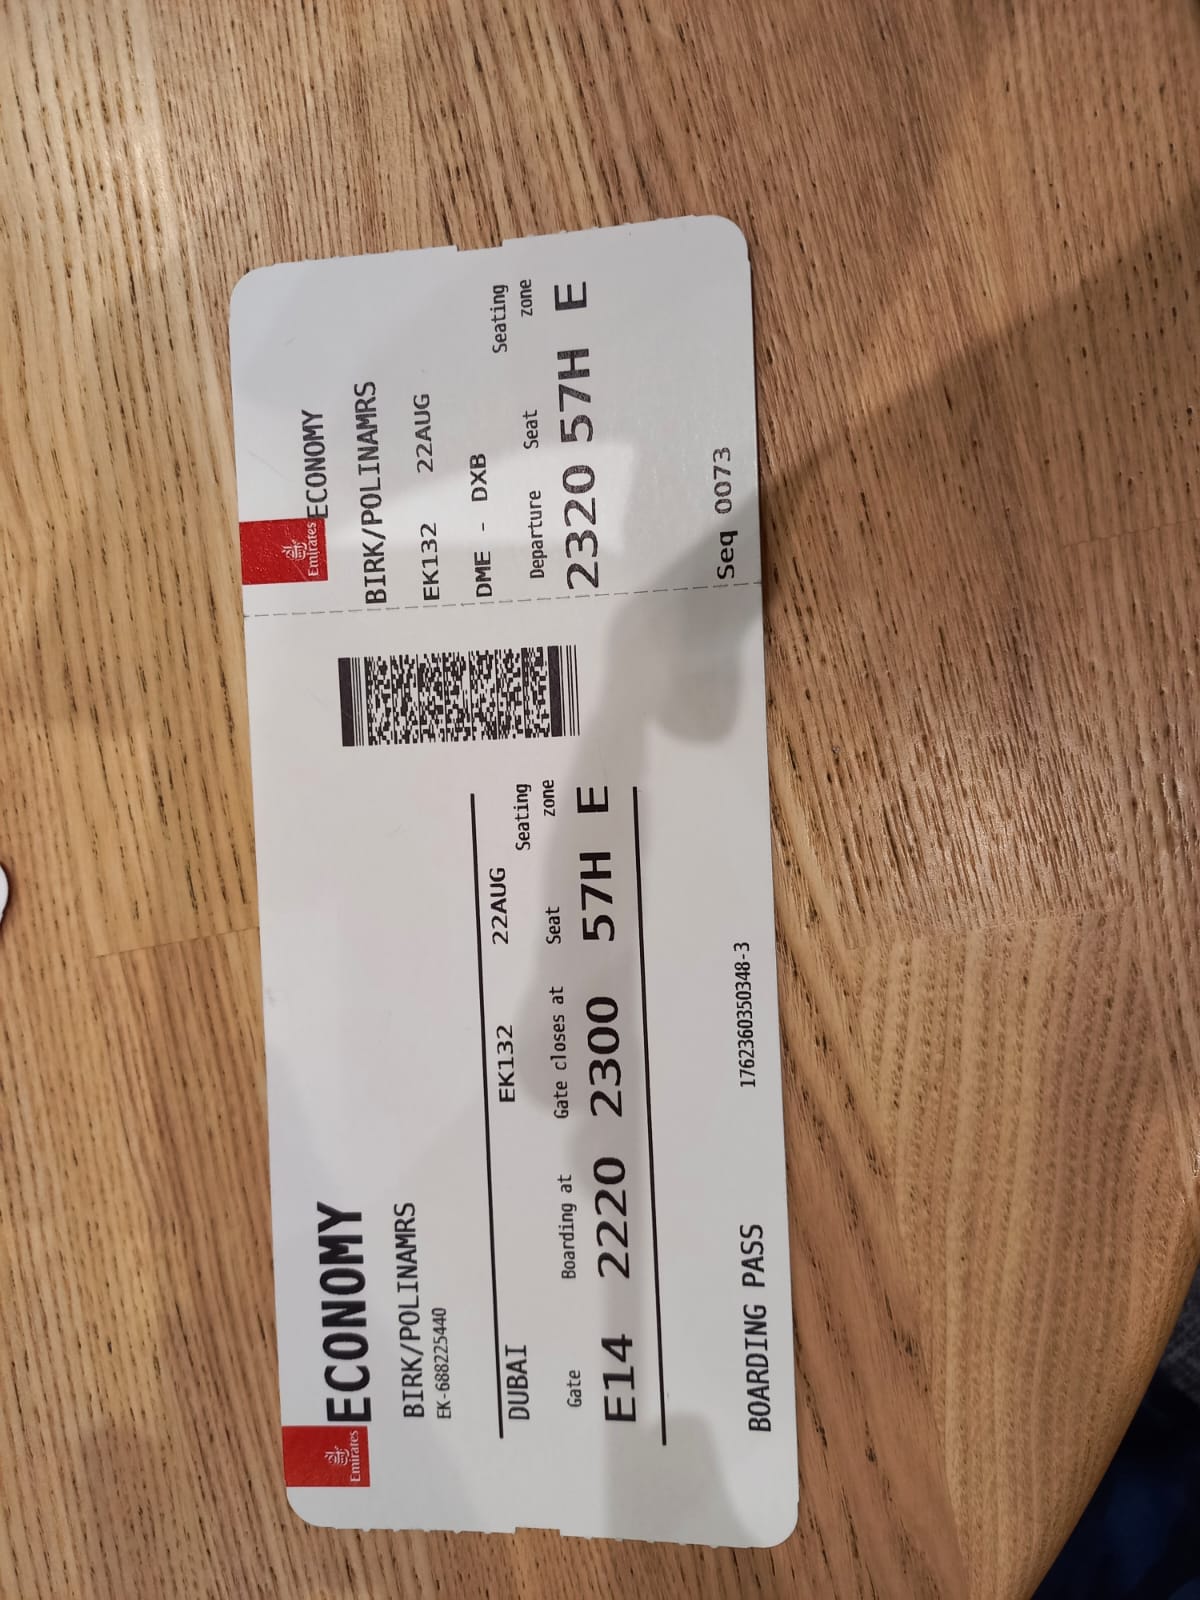 Emirates
ECONOMY
BIRK/POLINAMRS
EK-688225440
DUBAI EK132 22AUG
Gate Boarding at Gate closes at Seat Seating zone
E14 2220 2300 57H E
BOARDING PASS 1762360350348-3
Emirates
ECONOMY
BIRK/POLINAMRS
EK132 22AUG
DME - DXB
Departure Seat Seating zone
2320 57H E
Seq 0073